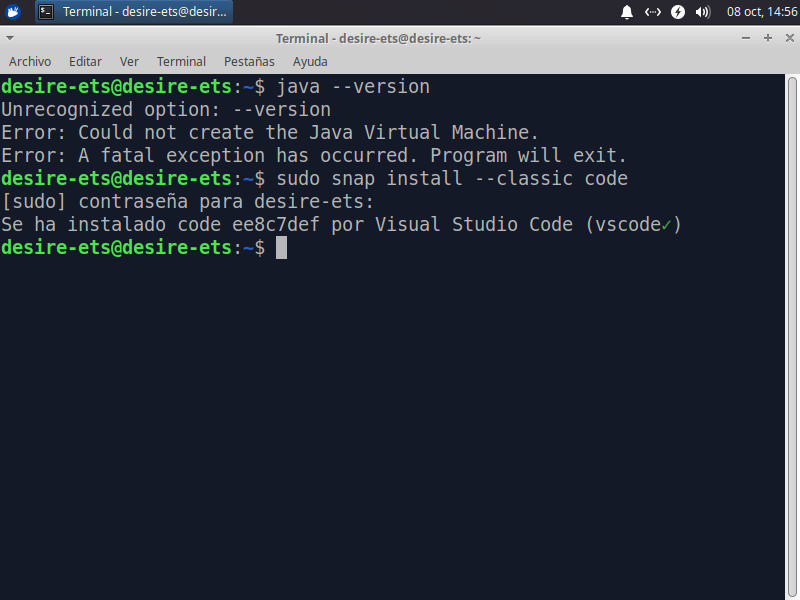 Terminal - desire-ets@desir...
08 oct, 14:56
Terminal - desire-ets@desire-ets: ~
Archivo Editar Ver Terminal Pestañas Ayuda
desire-ets@desire-ets:~$ java --version
Unrecognized option: --version
Error: Could not create the Java Virtual Machine.
Error: A fatal exception has occurred. Program will exit.
desire-ets@desire-ets:~$ sudo snap install --classic code
[sudo] contraseña para desire-ets:
Se ha instalado code ee8c7def por Visual Studio Code (vscode✓)
desire-ets@desire-ets:~$